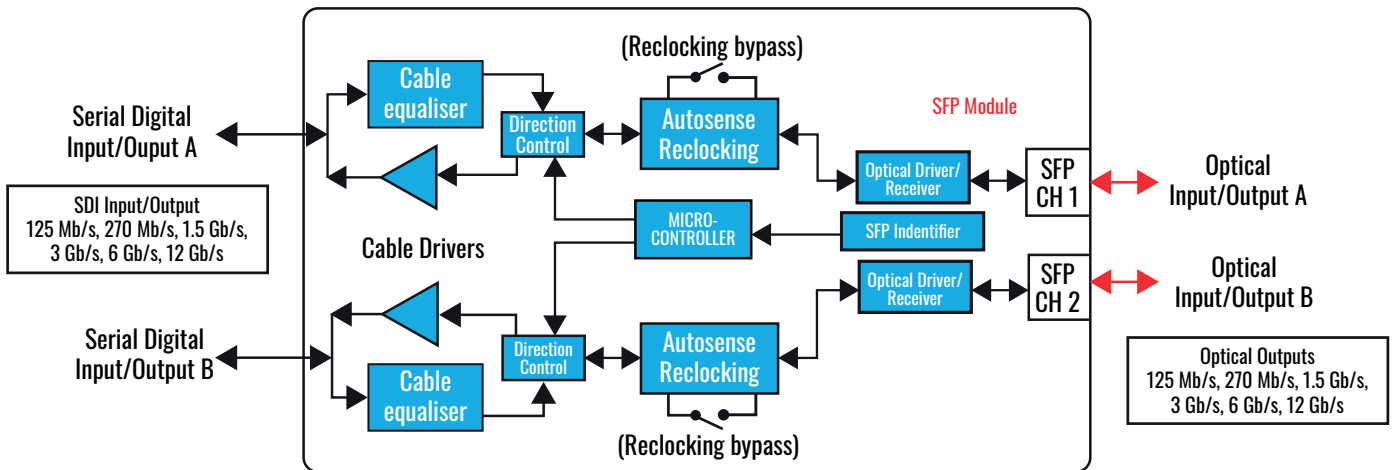 (Reclocking bypass)
Cable
equaliser
Serial Digital
Input/Ouput A
Direction
Control
Autosense
Reclocking
SFP Module
Optical Driver/
Receiver
SFP
CH 1
Optical
Input/Output A
SDI Input/Output
125 Mb/s, 270 Mb/s, 1.5 Gb/s,
3 Gb/s, 6 Gb/s, 12 Gb/s
Cable Drivers
MICRO-
CONTROLLER
SFP Indentifier
Optical Driver/
Receiver
SFP
CH 2
Optical
Input/Output B
Serial Digital
Input/Output B
Direction
Control
Autosense
Reclocking
Cable
equaliser
(Reclocking bypass)
Optical Outputs
125 Mb/s, 270 Mb/s, 1.5 Gb/s,
3 Gb/s, 6 Gb/s, 12 Gb/s